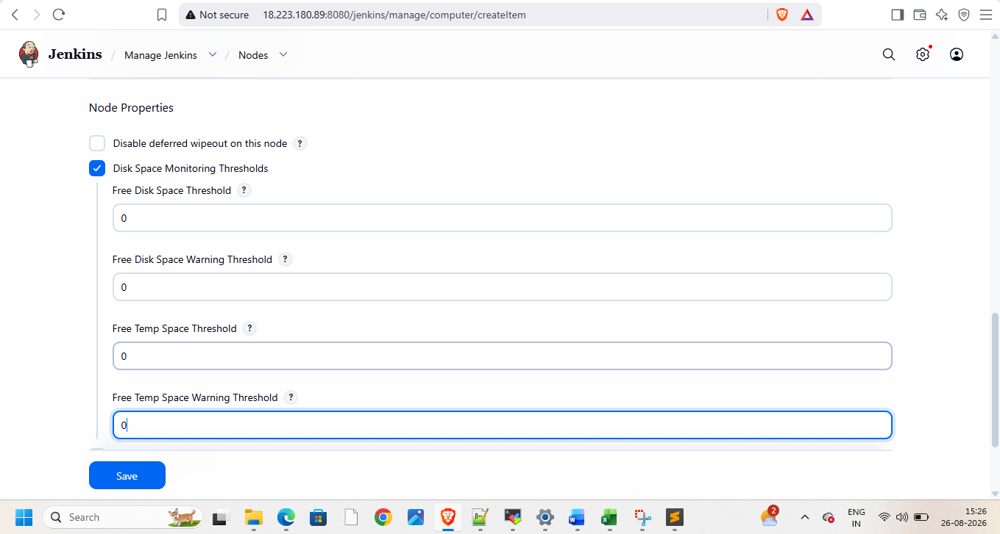 Not secure 18.223.180.89:8080/jenkins/manage/computer/createItem
Jenkins / Manage Jenkins / Nodes
Node Properties
Disable deferred wipeout on this node ?
Disk Space Monitoring Thresholds
Free Disk Space Threshold ?
0
Free Disk Space Warning Threshold ?
0
Free Temp Space Threshold ?
0
Free Temp Space Warning Threshold ?
0
Save
Search
2
ENG
IN
15:26
26-08-2026